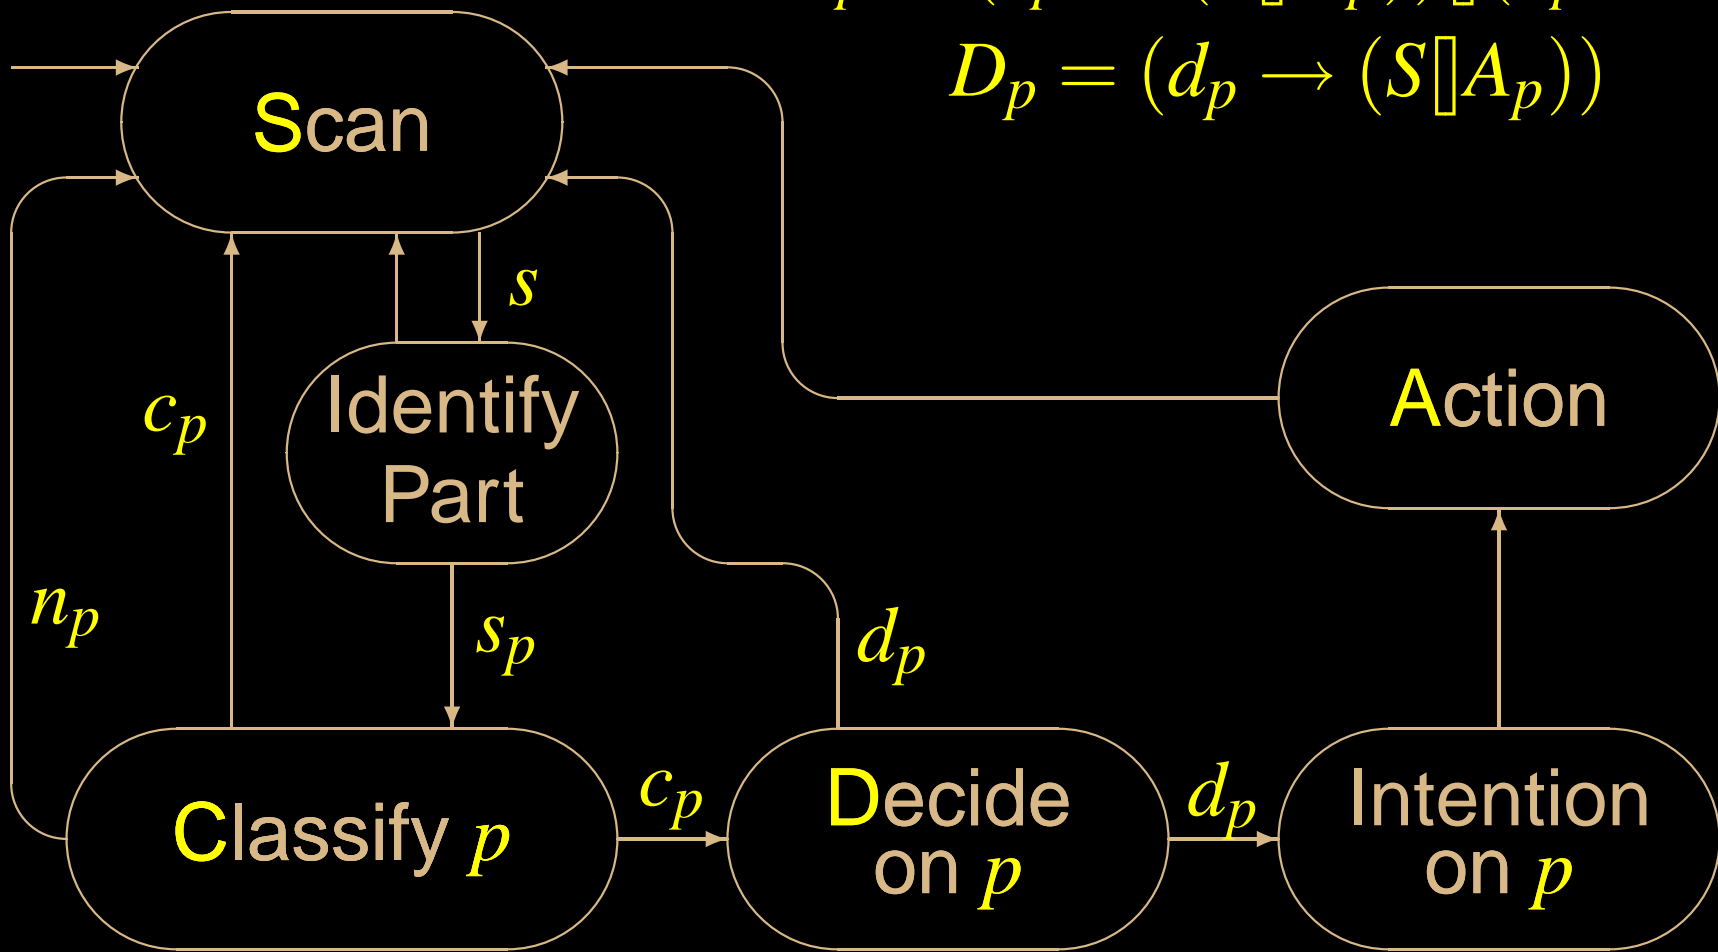 D_p = (d_p → (S▯A_p))
Scan
s
Identify
Part
c_p
n_p
s_p
d_p
Action
Classify p
c_p
Decide
on p
d_p
Intention
on p